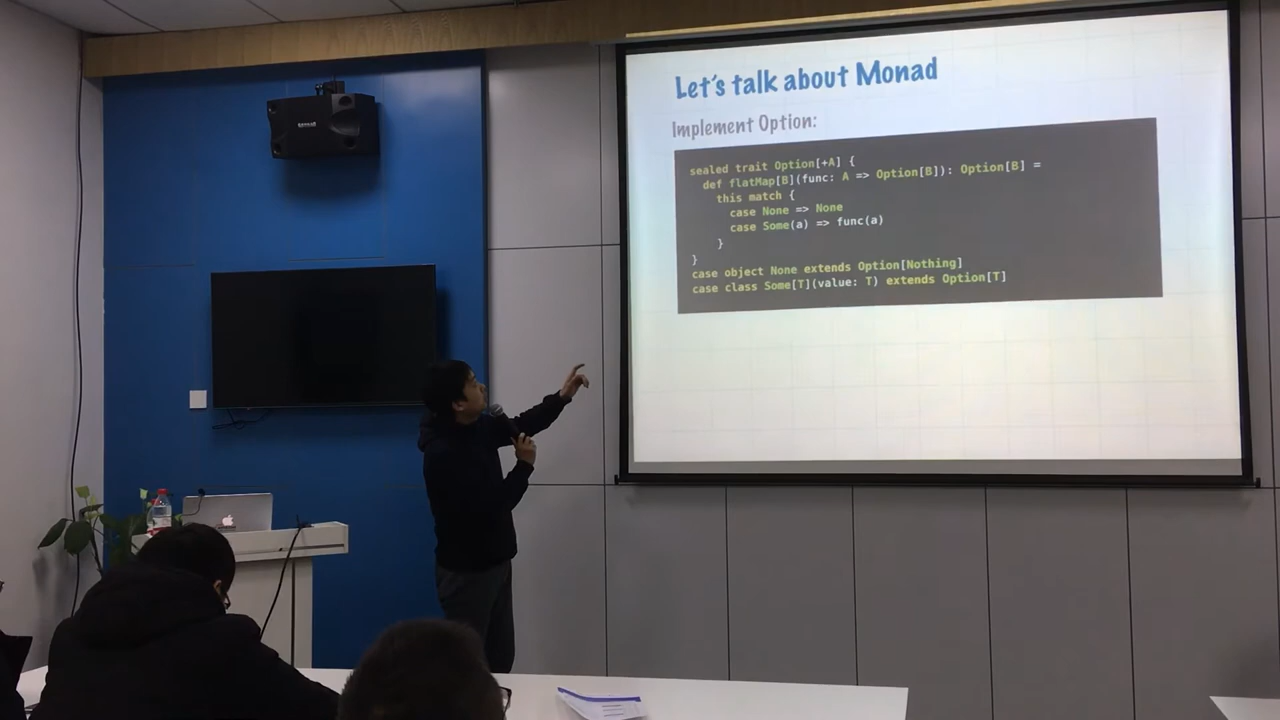 Let's talk about Monad
Implement Option:
sealed trait Option[+A] {
def flatMap[B](func: A => Option[B]): Option[B] =
this match {
case None => None
case Some(a) => func(a)
}
}
case object None extends Option[Nothing]
case class Some[T](value: T) extends Option[T]